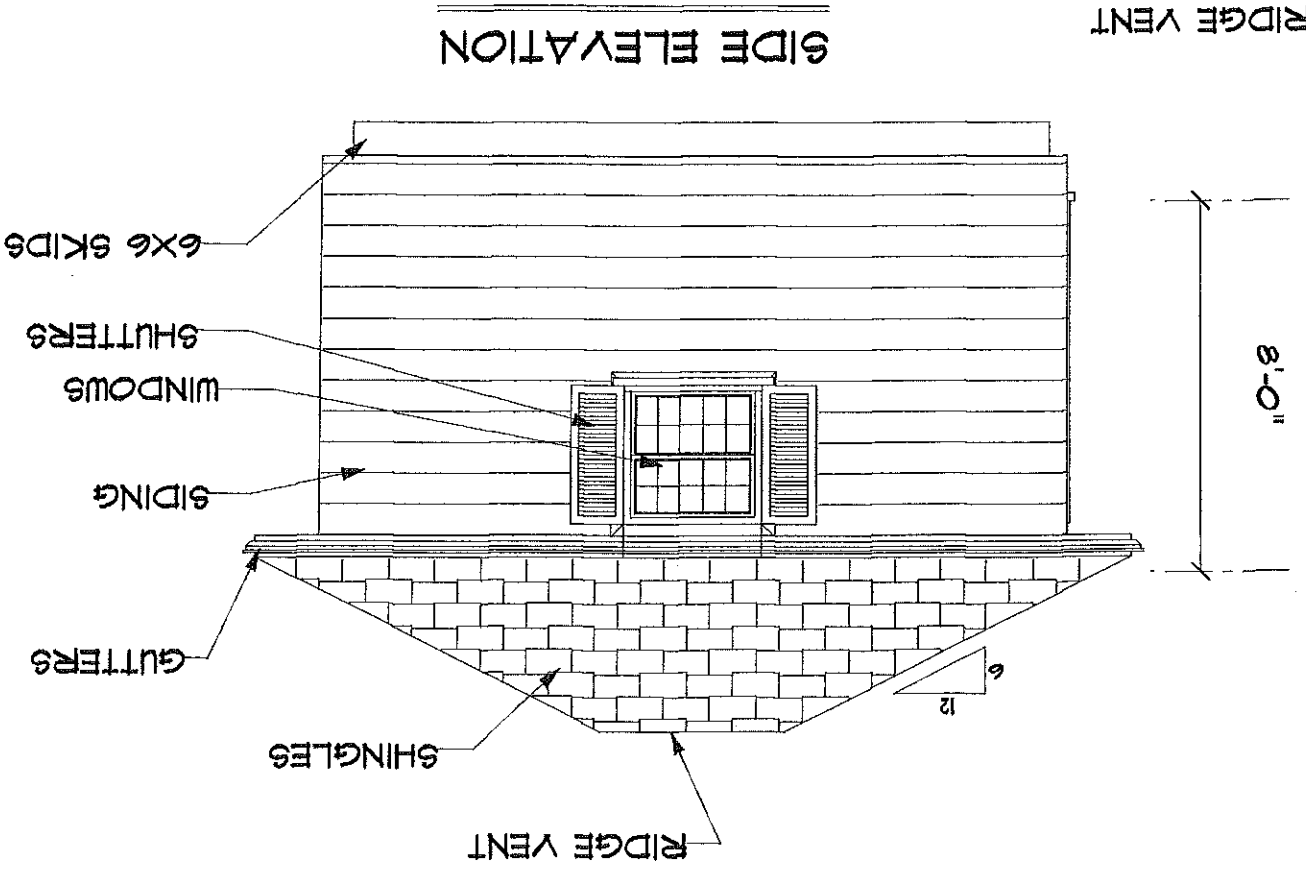 RIDGE VENT
SHINGLES
12
6
GUTTERS
SIDING
WINDOWS
SHUTTERS
6X6 SKIDS
8'-0"
SIDE ELEVATION
RIDGE VENT